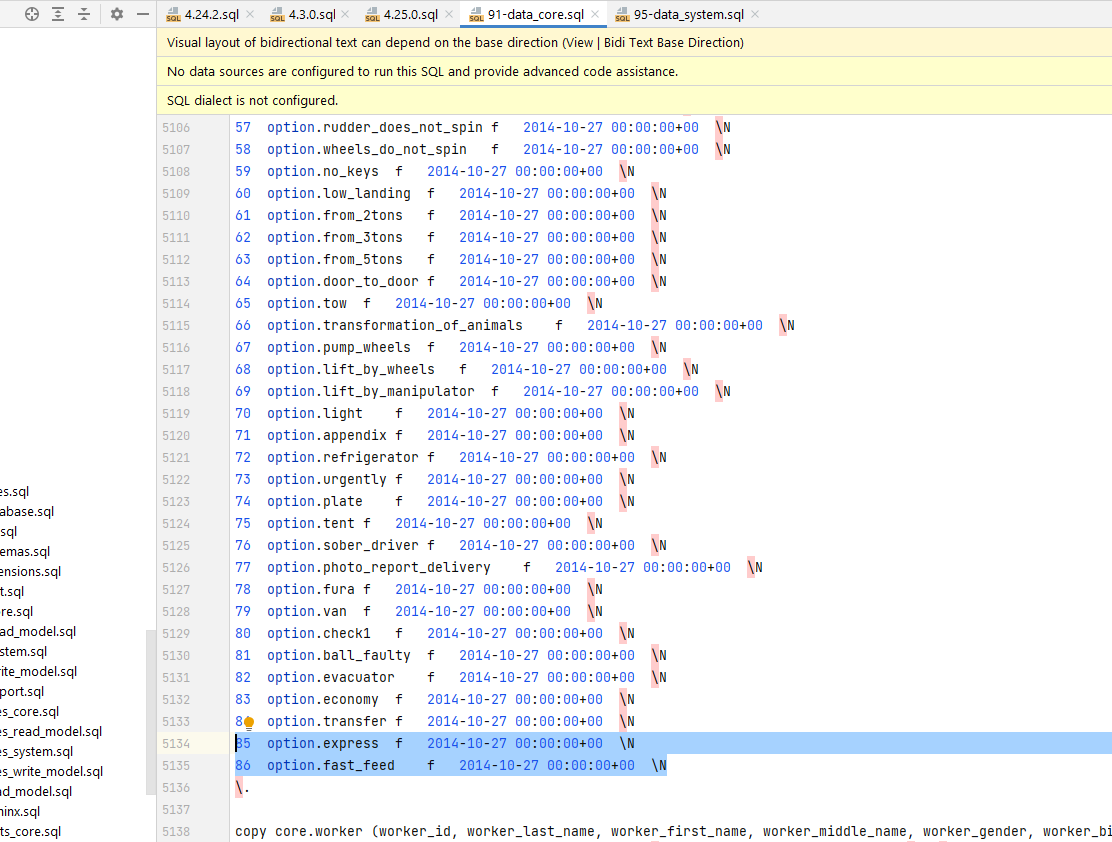 4.24.2.sql 4.3.0.sql 4.25.0.sql 91-data_core.sql 95-data_system.sql
Visual layout of bidirectional text can depend on the base direction (View | Bidi Text Base Direction)
No data sources are configured to run this SQL and provide advanced code assistance.
SQL dialect is not configured.
5106 57 option.rudder_does_not_spin f 2014-10-27 00:00:00+00 \N
5107 58 option.wheels_do_not_spin f 2014-10-27 00:00:00+00 \N
5108 59 option.no_keys f 2014-10-27 00:00:00+00 \N
5109 60 option.low_landing f 2014-10-27 00:00:00+00 \N
5110 61 option.from_2tons f 2014-10-27 00:00:00+00 \N
5111 62 option.from_3tons f 2014-10-27 00:00:00+00 \N
5112 63 option.from_5tons f 2014-10-27 00:00:00+00 \N
5113 64 option.door_to_door f 2014-10-27 00:00:00+00 \N
5114 65 option.tow f 2014-10-27 00:00:00+00 \N
5115 66 option.transformation_of_animals f 2014-10-27 00:00:00+00 \N
5116 67 option.pump_wheels f 2014-10-27 00:00:00+00 \N
5117 68 option.lift_by_wheels f 2014-10-27 00:00:00+00 \N
5118 69 option.lift_by_manipulator f 2014-10-27 00:00:00+00 \N
5119 70 option.light f 2014-10-27 00:00:00+00 \N
5120 71 option.appendix f 2014-10-27 00:00:00+00 \N
5121 72 option.refrigerator f 2014-10-27 00:00:00+00 \N
5122 73 option.urgently f 2014-10-27 00:00:00+00 \N
5123 74 option.plate f 2014-10-27 00:00:00+00 \N
5124 75 option.tent f 2014-10-27 00:00:00+00 \N
5125 76 option.sober_driver f 2014-10-27 00:00:00+00 \N
5126 77 option.photo_report_delivery f 2014-10-27 00:00:00+00 \N
5127 78 option.fura f 2014-10-27 00:00:00+00 \N
5128 79 option.van f 2014-10-27 00:00:00+00 \N
5129 80 option.check1 f 2014-10-27 00:00:00+00 \N
5130 81 option.ball_faulty f 2014-10-27 00:00:00+00 \N
5131 82 option.evacuator f 2014-10-27 00:00:00+00 \N
5132 83 option.economy f 2014-10-27 00:00:00+00 \N
5133 8 option.transfer f 2014-10-27 00:00:00+00 \N
5134 85 option.express f 2014-10-27 00:00:00+00 \N
5135 86 option.fast_feed f 2014-10-27 00:00:00+00 \N
5136 \.
5137
5138 copy core.worker (worker_id, worker_last_name, worker_first_name, worker_middle_name, worker_gender, worker_bi
es.sql
abase.sql
sql
emas.sql
ensions.sql
t.sql
re.sql
ad_model.sql
stem.sql
rite_model.sql
port.sql
es_core.sql
es_read_model.sql
es_system.sql
es_write_model.sql
ad_model.sql
hinx.sql
ts_core.sql